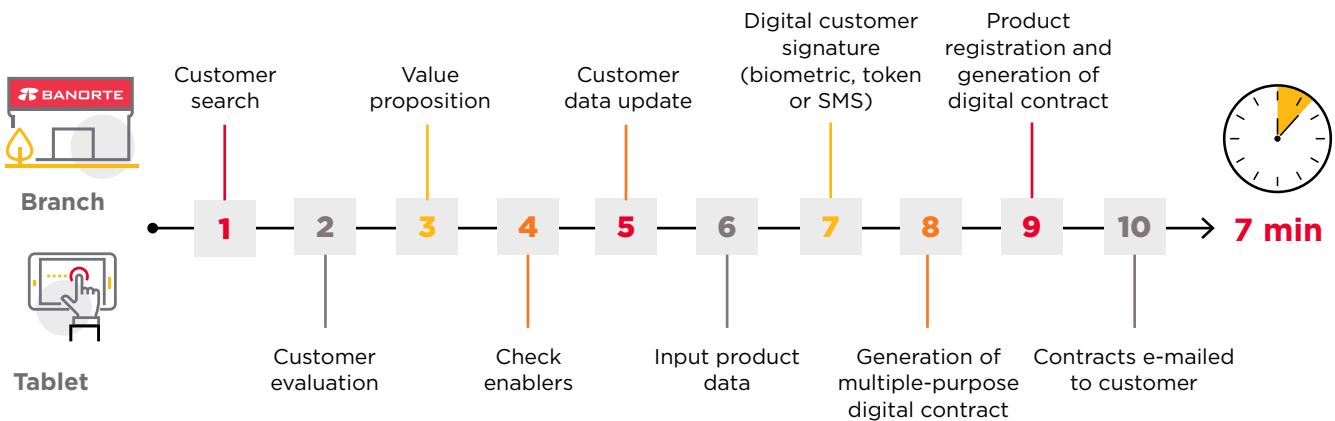 BANORTE
Branch
Tablet
Customer
search
Value
proposition
Customer
data update
Digital customer
signature
(biometric, token
or SMS)
Product
registration and
generation of
digital contract
1
2
3
4
5
6
7
8
9
10
7 min
Customer
evaluation
Check
enablers
Input product
data
Generation of
multiple-purpose
digital contract
Contracts e-mailed
to customer